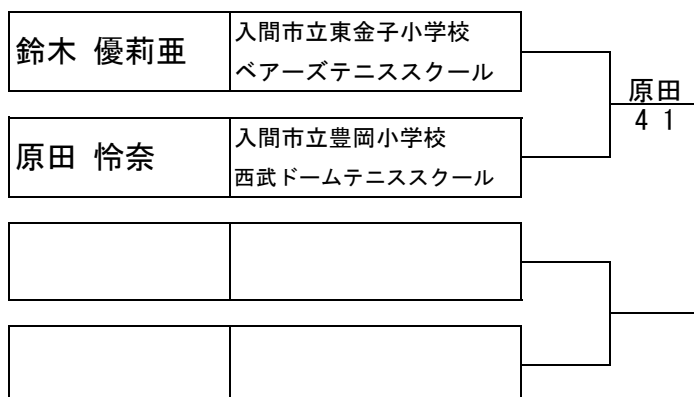 鈴木 優莉亜
入間市立東金子小学校
ベアーズテニススクール
原田
4 1
原田 怜奈
入間市立豊岡小学校
西武ドームテニススクール